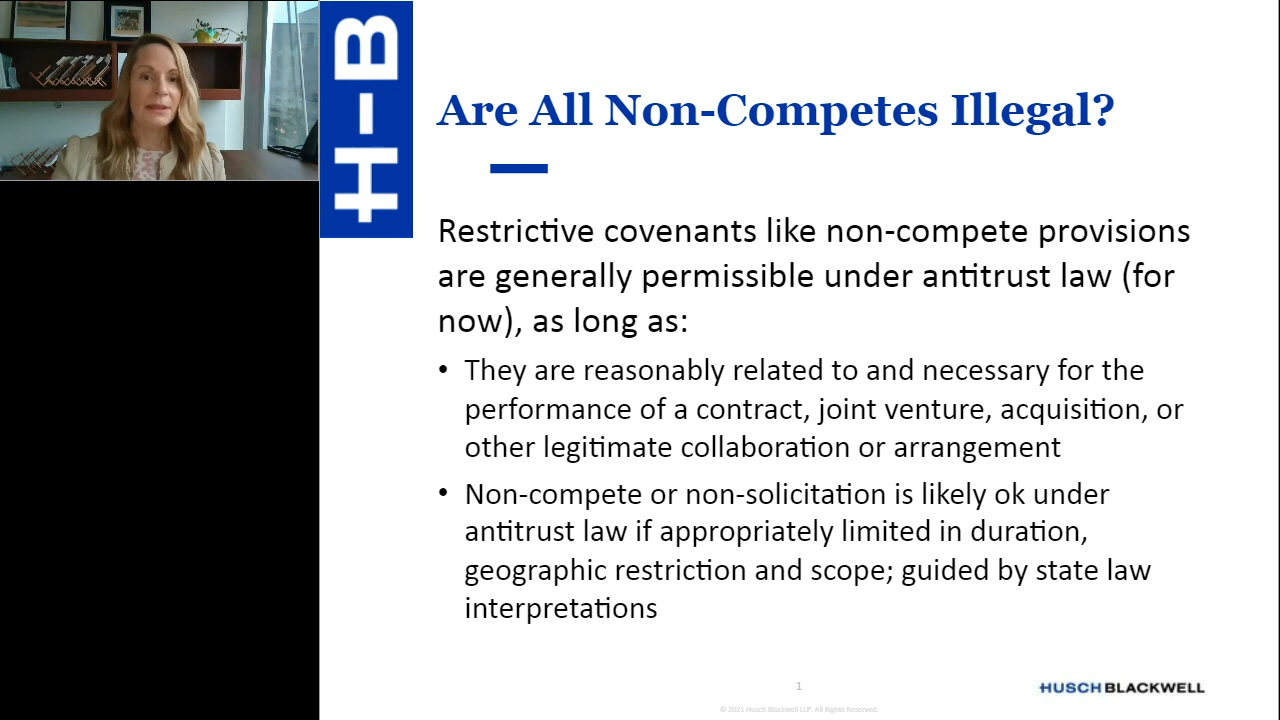 H-B
Are All Non-Competes Illegal?
Restrictive covenants like non-compete provisions
are generally permissible under antitrust law (for
now), as long as:
• They are reasonably related to and necessary for the
performance of a contract, joint venture, acquisition, or
other legitimate collaboration or arrangement
• Non-compete or non-solicitation is likely ok under
antitrust law if appropriately limited in duration,
geographic restriction and scope; guided by state law
interpretations
1
HUSCH BLACKWELL
© 2021 Husch Blackwell LLP. All Rights Reserved.